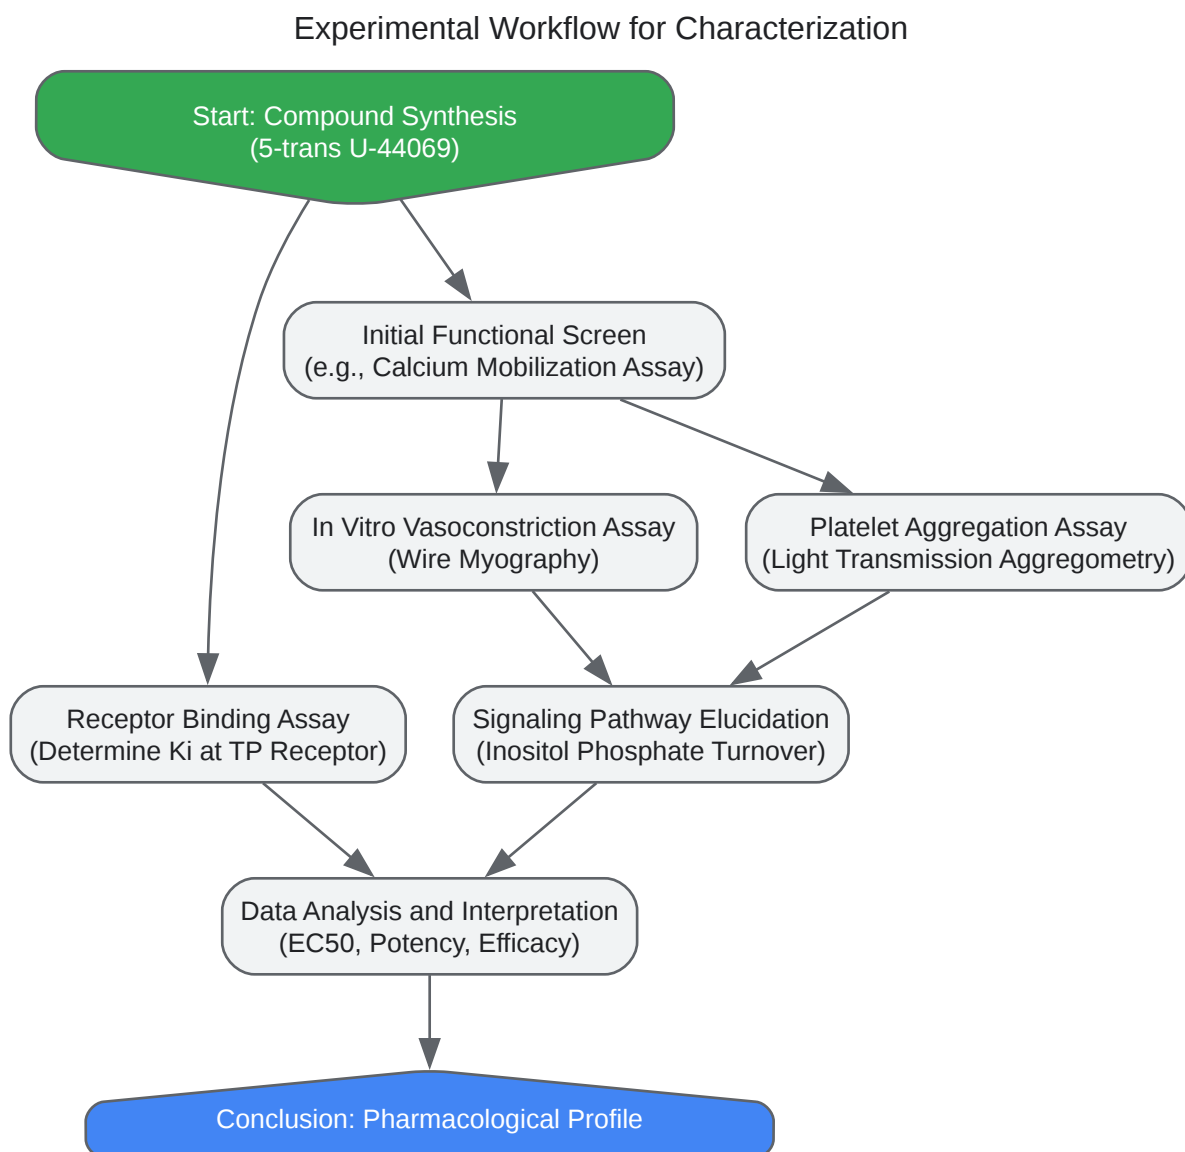 Experimental Workflow for Characterization
Start: Compound Synthesis
(5-trans U-44069)
Initial Functional Screen
(e.g., Calcium Mobilization Assay)
In Vitro Vasoconstriction Assay
(Wire Myography)
Platelet Aggregation Assay
(Light Transmission Aggregometry)
Receptor Binding Assay
(Determine Ki at TP Receptor)
Signaling Pathway Elucidation
(Inositol Phosphate Turnover)
Data Analysis and Interpretation
(EC50, Potency, Efficacy)
Conclusion: Pharmacological Profile